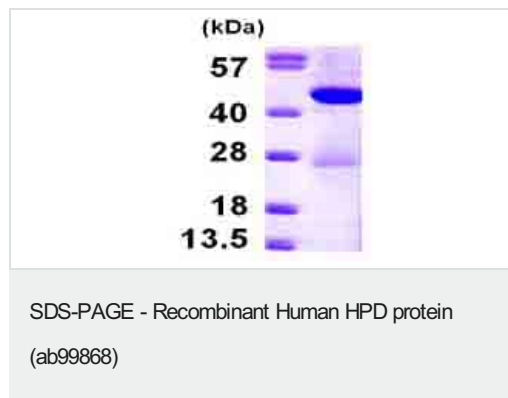 (kDa)
57
40
28
18
13.5
SDS-PAGE - Recombinant Human HPD protein
(ab99868)